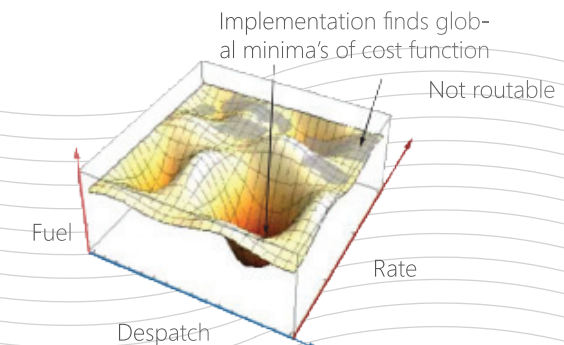 Implementation finds glob-
al minima's of cost function
Not routable
Fuel
Rate
Despatch